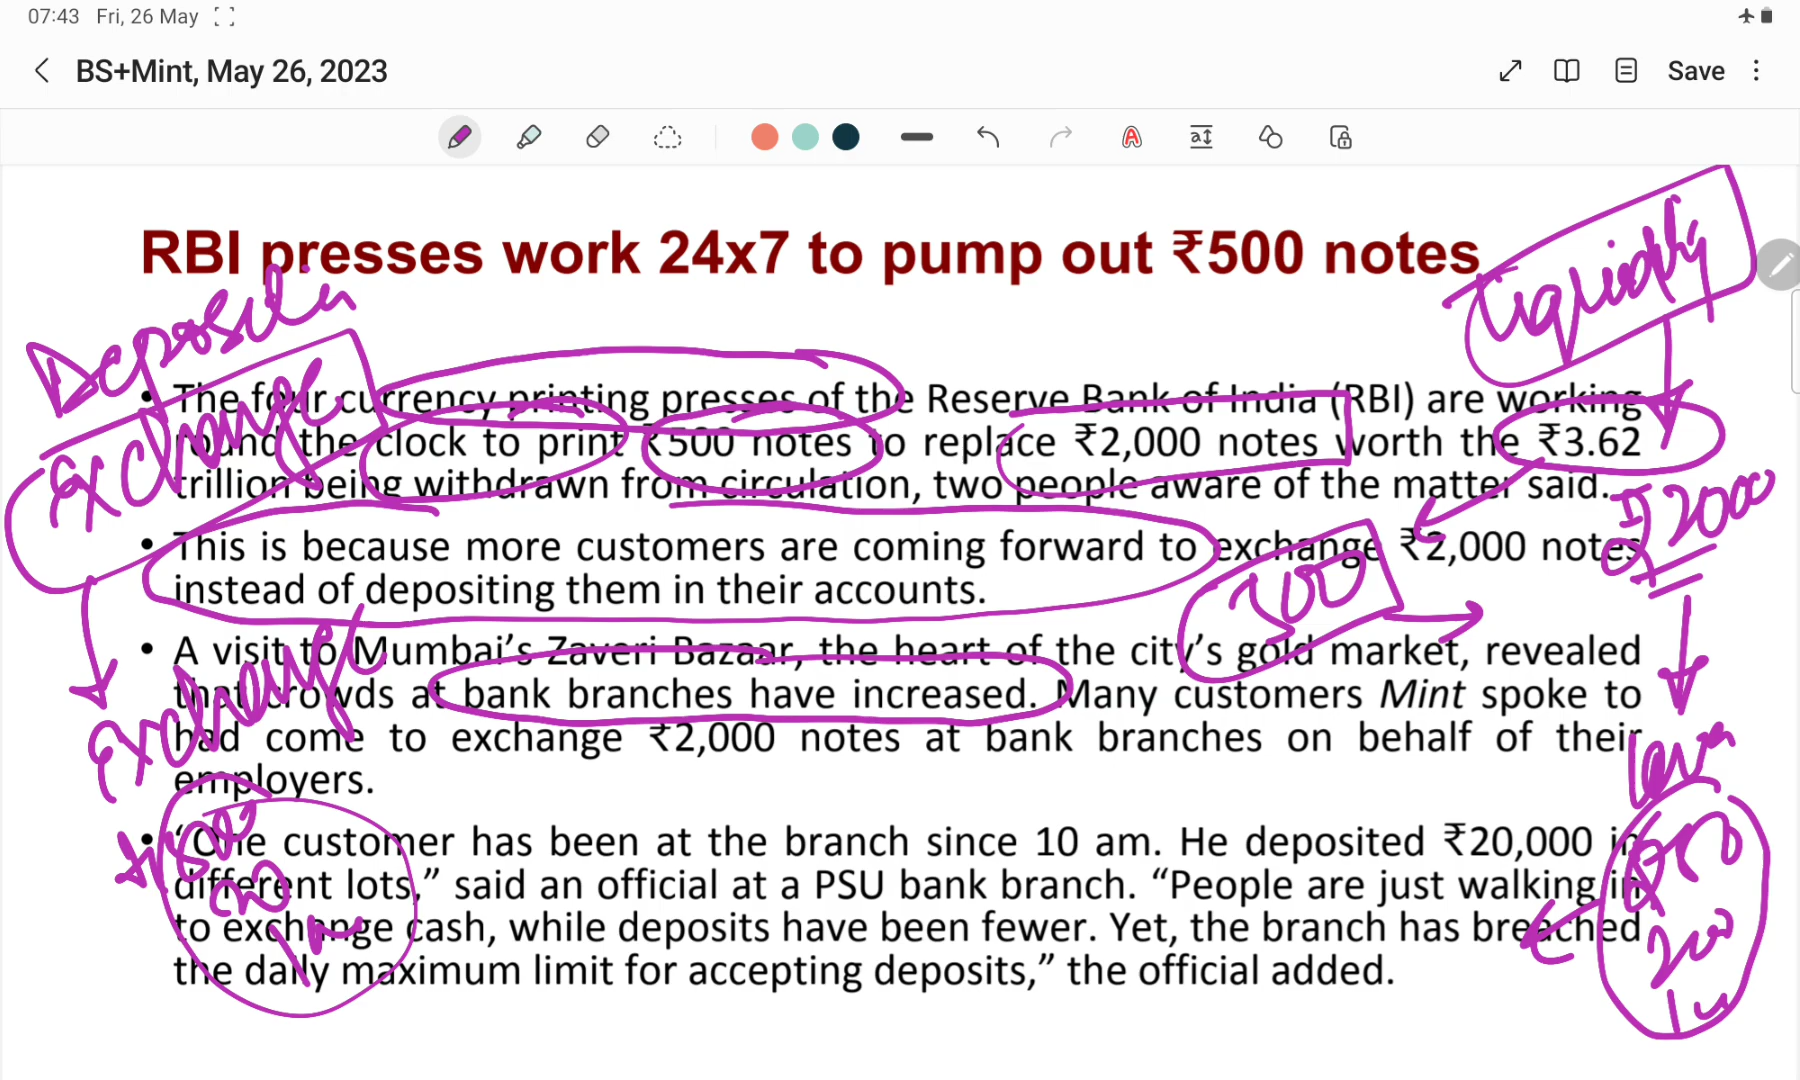 07:43 Fri, 26 May
BS+Mint, May 26, 2023
Save
RBI presses work 24x7 to pump out ₹500 notes
Liquidity
Deposit
Exchange
• The four currency printing presses of the Reserve Bank of India (RBI) are working
round the clock to print ₹500 notes to replace ₹2,000 notes worth the ₹3.62
trillion being withdrawn from circulation, two people aware of the matter said.
2000
• This is because more customers are coming forward to exchange ₹2,000 notes
instead of depositing them in their accounts.
500
• A visit to Mumbai's Zaveri Bazaar, the heart of the city's gold market, revealed
that crowds at bank branches have increased. Many customers Mint spoke to
had come to exchange ₹2,000 notes at bank branches on behalf of their
employers.
Exchange
• “One customer has been at the branch since 10 am. He deposited ₹20,000 in
different lots,” said an official at a PSU bank branch. “People are just walking in
to exchange cash, while deposits have been fewer. Yet, the branch has breached
the daily maximum limit for accepting deposits,” the official added.
500
200